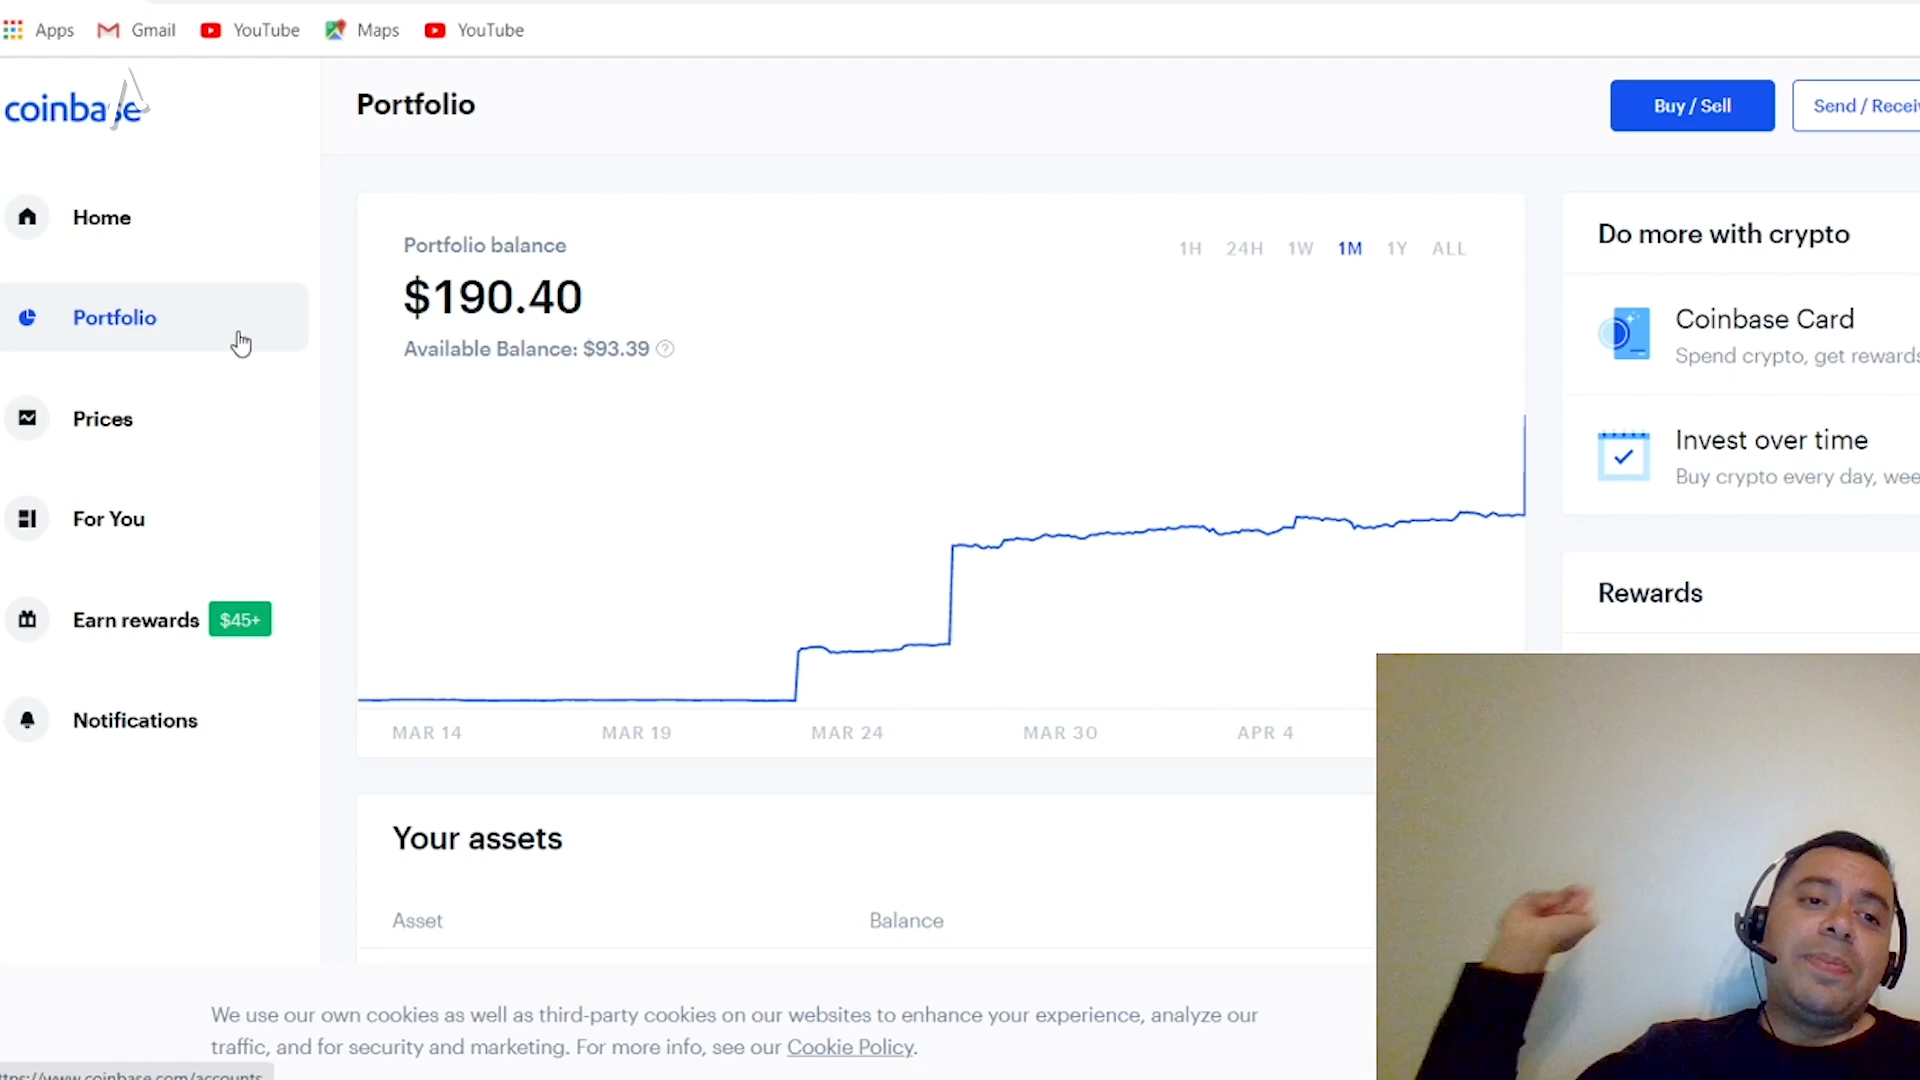 Apps Gmail YouTube Maps YouTube
coinbase
Portfolio
Buy / Sell
Send /
Home
Portfolio
Prices
For You
Earn rewards $45+
Notifications
Portfolio balance
$190.40
Available Balance: $93.39
1H 24H 1W 1M 1Y ALL
MAR 14 MAR 19 MAR 24 MAR 30 APR 4
Do more with crypto
Coinbase Card
Spend crypto, get rewards
Invest over time
Buy crypto every day,
Rewards
Your assets
Asset Balance
We use our own cookies as well as third-party cookies on our websites to enhance your experience, analyze our
traffic, and for security and marketing. For more info, see our Cookie Policy.